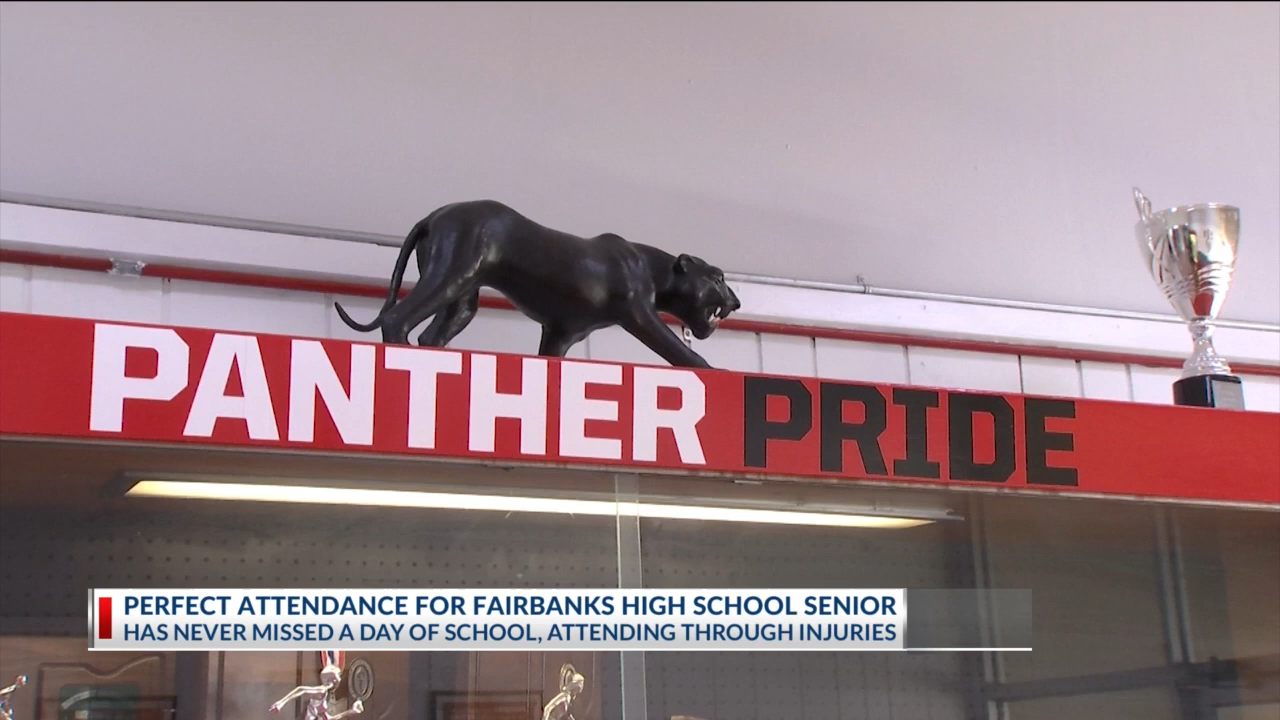 PANTHER PRIDE
PERFECT ATTENDANCE FOR FAIRBANKS HIGH SCHOOL SENIOR
HAS NEVER MISSED A DAY OF SCHOOL, ATTENDING THROUGH INJURIES